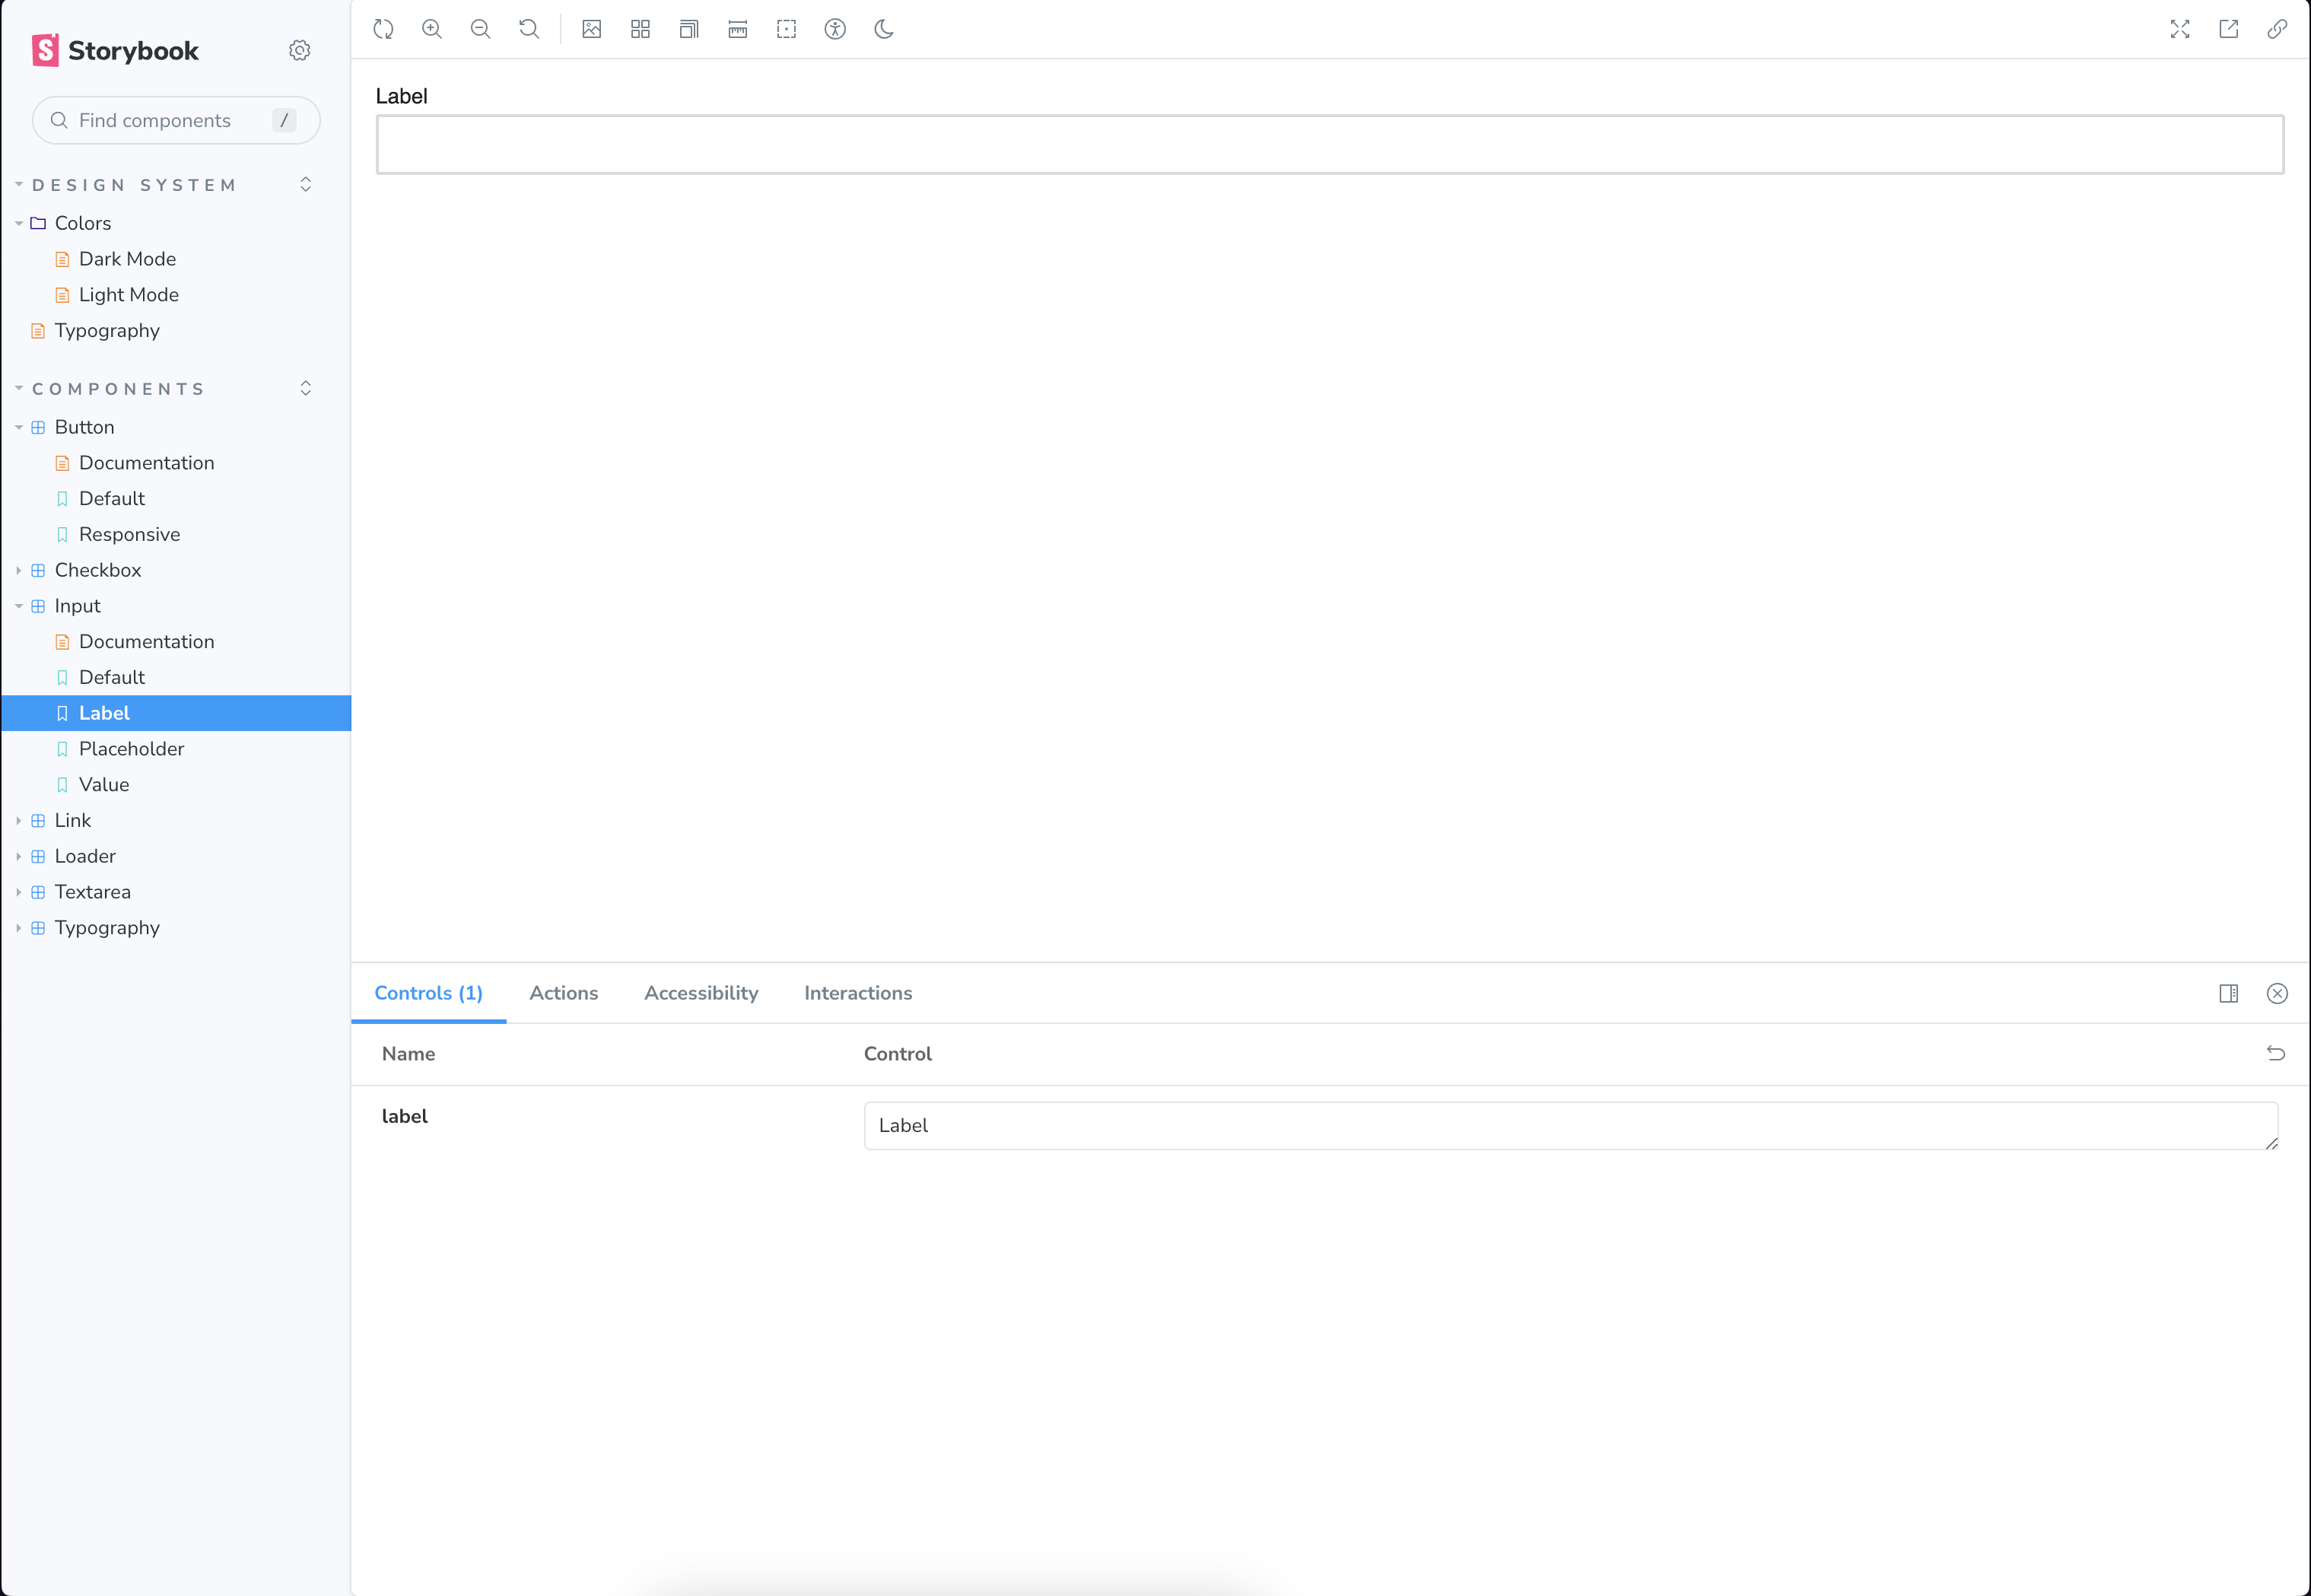 Storybook
Find components /
DESIGN SYSTEM
Colors
Dark Mode
Light Mode
Typography
COMPONENTS
Button
Documentation
Default
Responsive
Checkbox
Input
Documentation
Default
Label
Placeholder
Value
Link
Loader
Textarea
Typography
Label
Controls (1) Actions Accessibility Interactions
Name Control
label Label